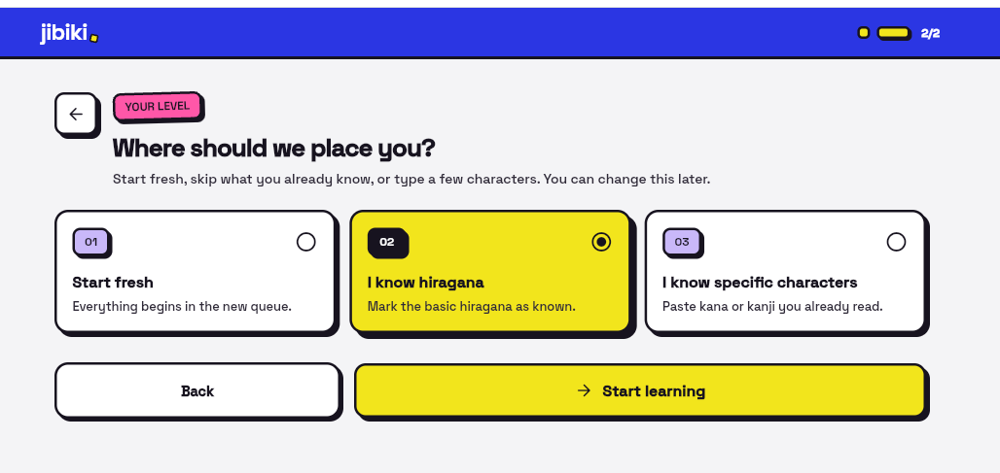 jibiki
2/2
YOUR LEVEL
Where should we place you?
Start fresh, skip what you already know, or type a few characters. You can change this later.
01
Start fresh
Everything begins in the new queue.
02
I know hiragana
Mark the basic hiragana as known.
03
I know specific characters
Paste kana or kanji you already read.
Back
Start learning